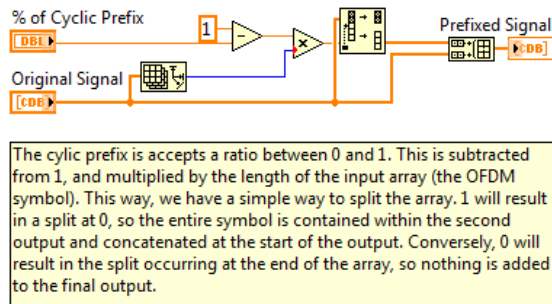 % of Cyclic Prefix
DBL
1
Prefixed Signal
[CDB]
Original Signal
[CDB]
The cylic prefix is accepts a ratio between 0 and 1. This is subtracted
from 1, and multiplied by the length of the input array (the OFDM
symbol). This way, we have a simple way to split the array. 1 will result
in a split at 0, so the entire symbol is contained within the second
output and concatenated at the start of the output. Conversely, 0 will
result in the split occurring at the end of the array, so nothing is added
to the final output.